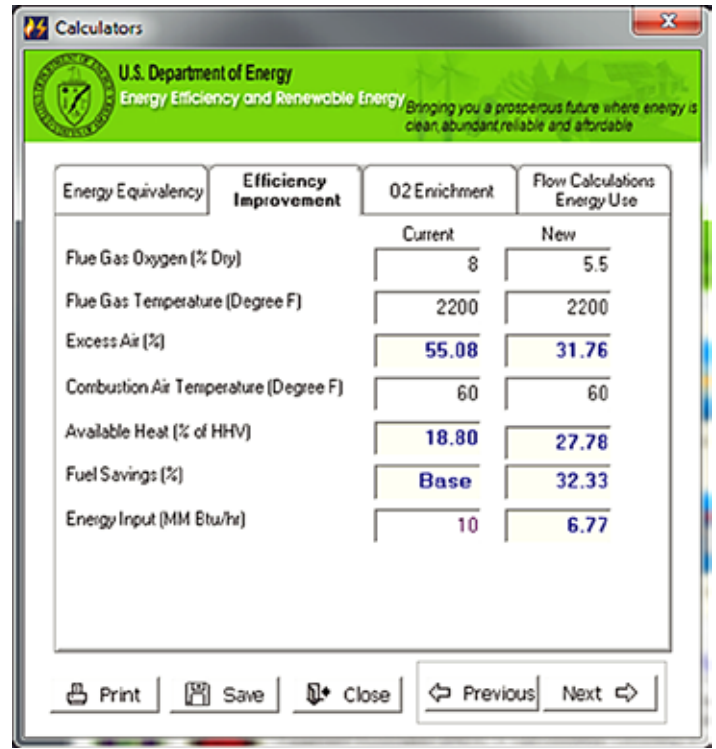 Calculators
U.S. Department of Energy
Energy Efficiency and Renewable Energy
Bringing you a prosperous future where energy is
clean, abundant, reliable and affordable
Energy Equivalency
Efficiency
Improvement
O2 Enrichment
Flow Calculations
Energy Use
Current New
Flue Gas Oxygen (% Dry) 8 5.5
Flue Gas Temperature (Degree F) 2200 2200
Excess Air (%) 55.08 31.76
Combustion Air Temperature (Degree F) 60 60
Available Heat (% of HHV) 18.80 27.78
Fuel Savings (%) Base 32.33
Energy Input (MM Btu/hr) 10 6.77
Print Save Close Previous Next